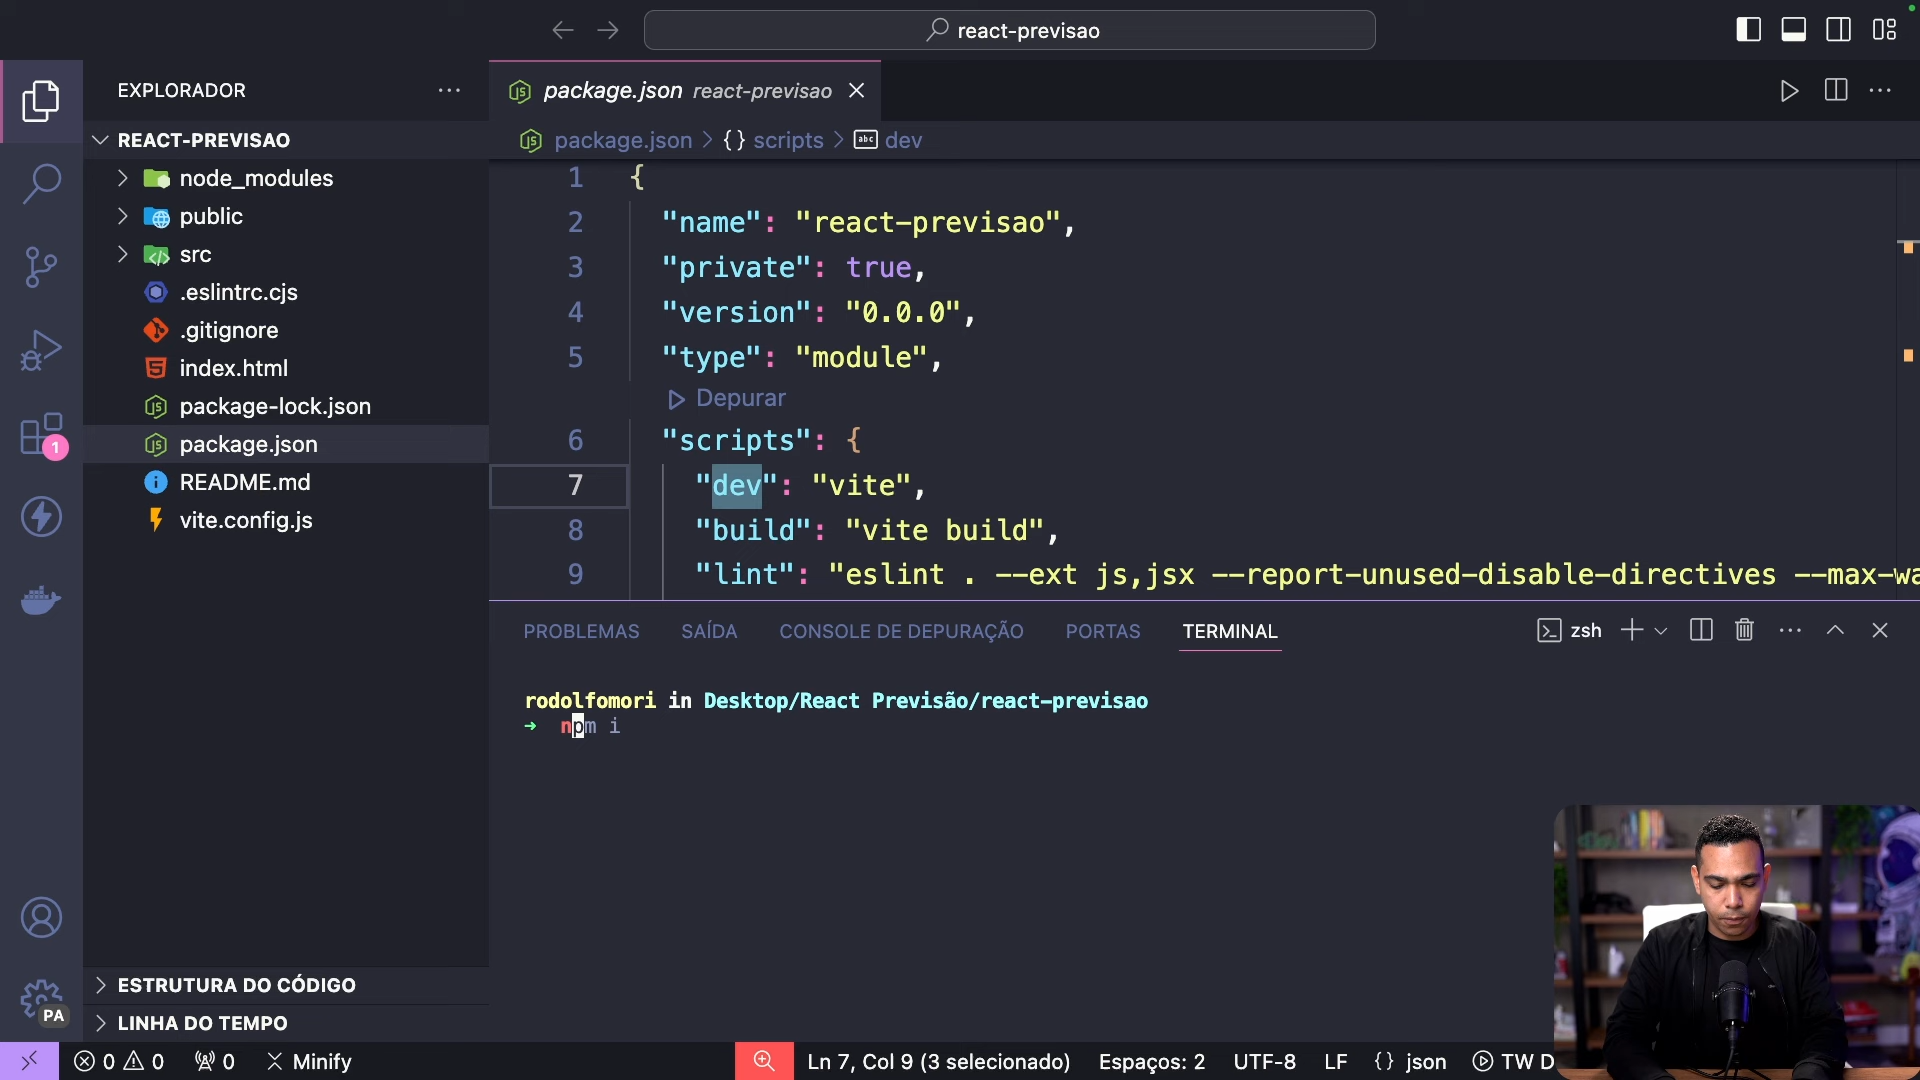 react-previsao
EXPLORADOR
REACT-PREVISAO
node_modules
public
src
.eslintrc.cjs
.gitignore
index.html
package-lock.json
package.json
README.md
vite.config.js
ESTRUTURA DO CÓDIGO
LINHA DO TEMPO
1
PA
package.json react-previsao
package.json > {} scripts > abc dev
1 {
2 "name": "react-previsao",
3 "private": true,
4 "version": "0.0.0",
5 "type": "module",
Depurar
6 "scripts": {
7 "dev": "vite",
8 "build": "vite build",
9 "lint": "eslint . --ext js,jsx --report-unused-disable-directives --max-wa
PROBLEMAS SAÍDA CONSOLE DE DEPURAÇÃO PORTAS TERMINAL zsh
rodolfomori in Desktop/React Previsão/react-previsao
→ npm i
0 0 0 Minify Ln 7, Col 9 (3 selecionado) Espaços: 2 UTF-8 LF {} json TW D